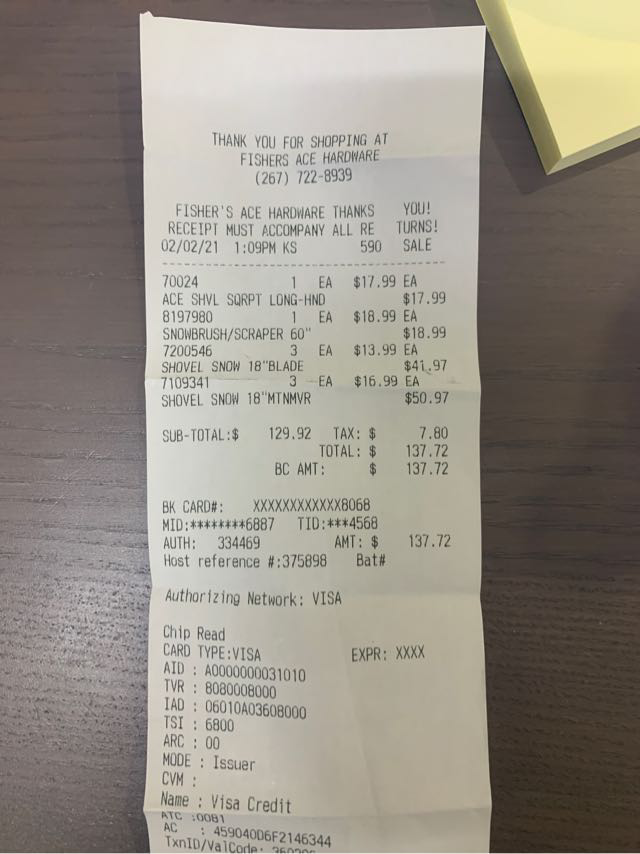 THANK YOU FOR SHOPPING AT
FISHERS ACE HARDWARE
(267) 722-8939
FISHER'S ACE HARDWARE THANKS YOU!
RECEIPT MUST ACCOMPANY ALL RE TURNS!
02/02/21 1:09PM KS 590 SALE
70024 1 EA $17.99 EA
ACE SHVL SQRPT LONG-HND $17.99
8197980 1 EA $18.99 EA
SNOWBRUSH/SCRAPER 60" $18.99
7200546 3 EA $13.99 EA
SHOVEL SNOW 18"BLADE $41.97
7109341 3 EA $16.99 EA
SHOVEL SNOW 18"MTNMVR $50.97
SUB-TOTAL:$ 129.92 TAX: $ 7.80
TOTAL: $ 137.72
BC AMT: $ 137.72
BK CARD#: XXXXXXXXXXXX8068
MID:********6887 TID:***4568
AUTH: 334469 AMT: $ 137.72
Host reference #:375898 Bat#
Authorizing Network: VISA
Chip Read
CARD TYPE:VISA EXPR: XXXX
AID : A0000000031010
TVR : 8080008000
IAD : 06010A03608000
TSI : 6800
ARC : 00
MODE : Issuer
CVM :
Name : Visa Credit
ATC :0081
AC : 459040D6F2146344
TxnID/ValCode: